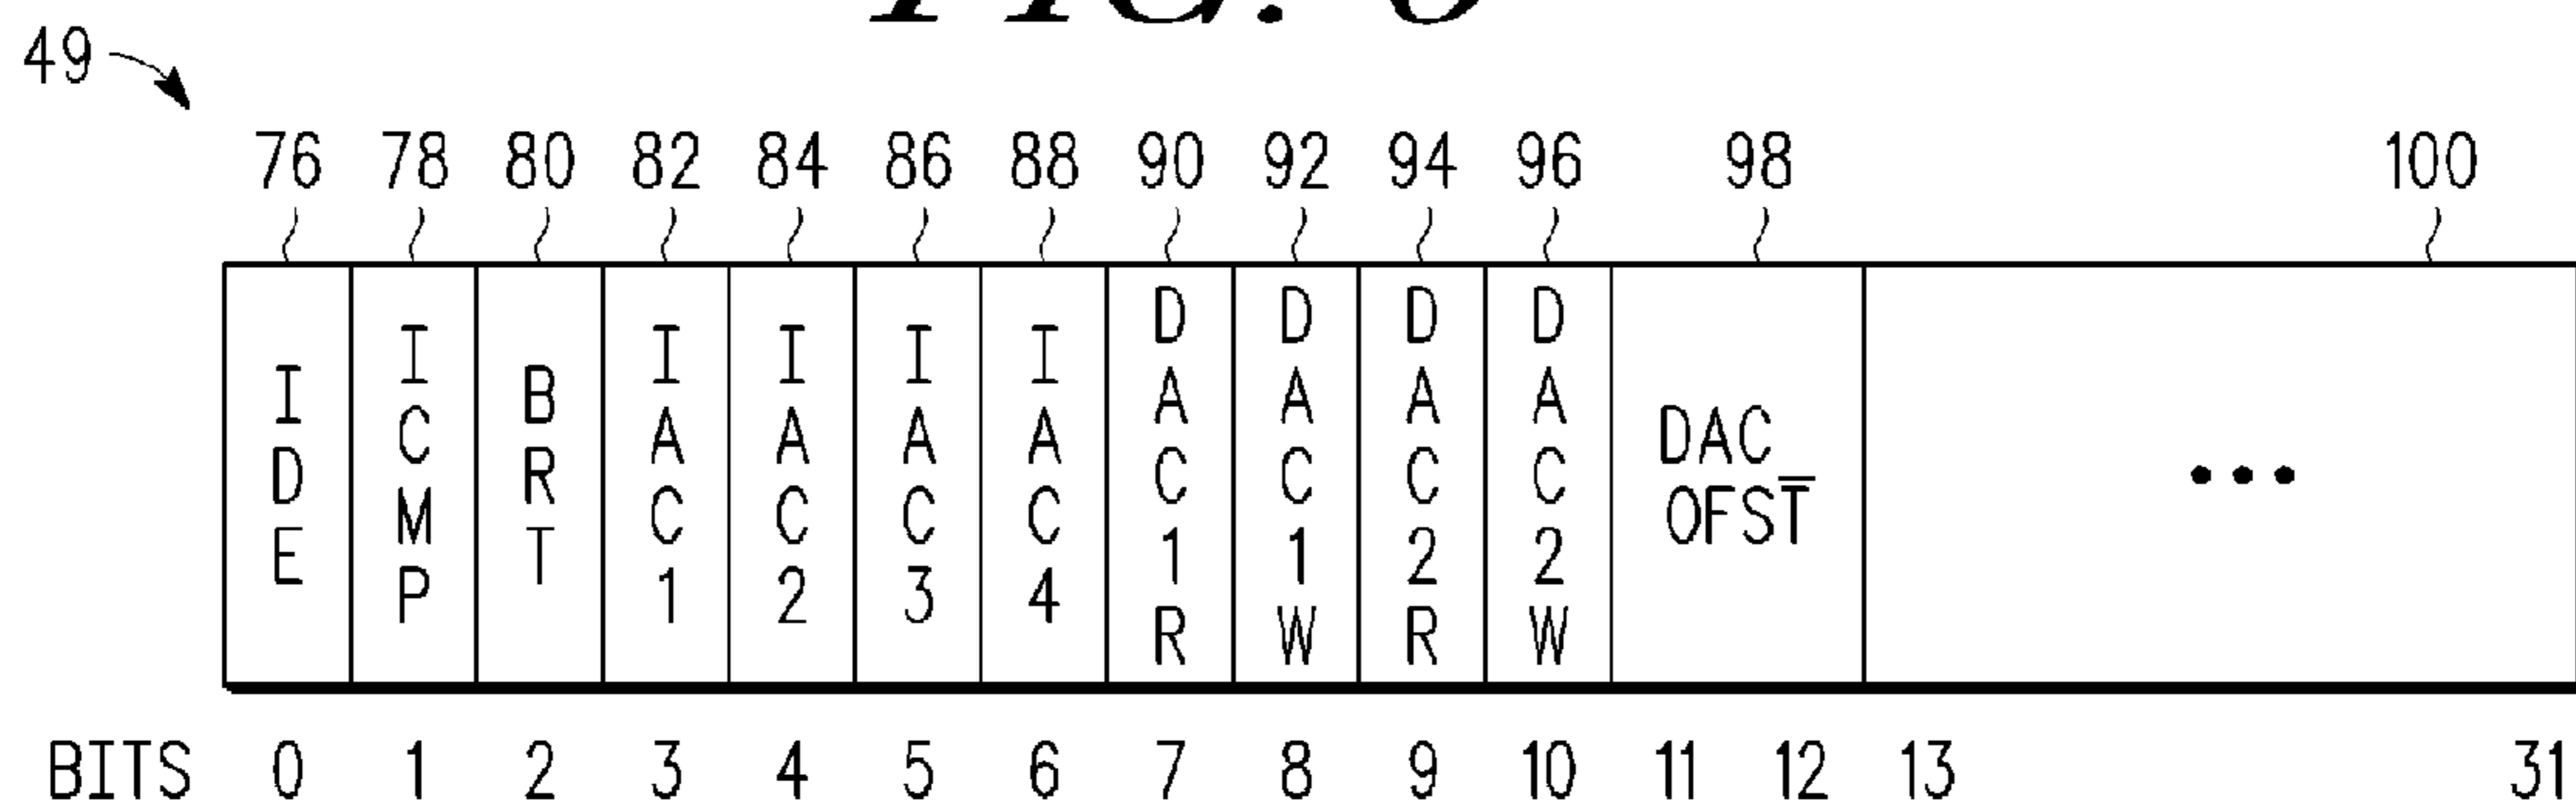 49
76 78 80 82 84 86 88 90 92 94 96 98 100
IDE ICMP BRT IAC1 IAC2 IAC3 IAC4 DAC1R DAC1W DAC2R DAC2W DAC
OFST ...
BITS 0 1 2 3 4 5 6 7 8 9 10 11 12 13 31